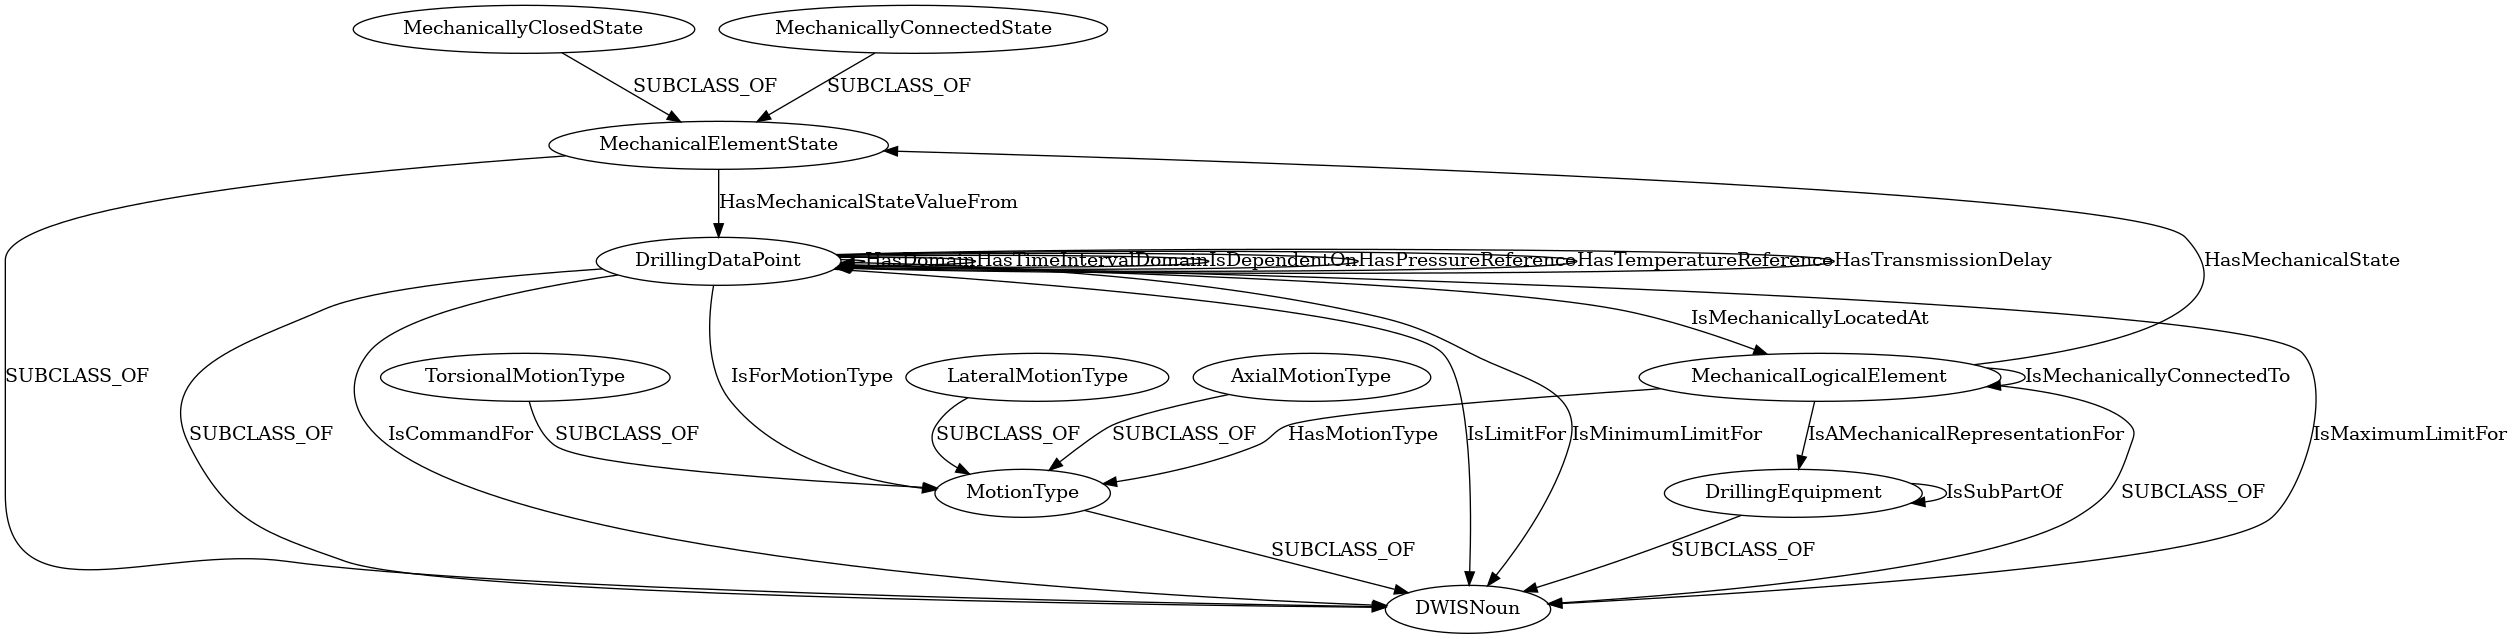 MechanicallyClosedState
MechanicallyConnectedState
SUBCLASS_OF
SUBCLASS_OF
MechanicalElementState
HasMechanicalStateValueFrom
DrillingDataPoint
HasDomain
HasTimeIntervalDomain
IsDependentOn
HasPressureReference
HasTemperatureReference
HasTransmissionDelay
HasMechanicalState
IsMechanicallyLocatedAt
SUBCLASS_OF
TorsionalMotionType
IsForMotionType
LateralMotionType
AxialMotionType
MechanicalLogicalElement
IsMechanicallyConnectedTo
SUBCLASS_OF
IsCommandFor
SUBCLASS_OF
SUBCLASS_OF
SUBCLASS_OF
HasMotionType
IsLimitFor
IsMinimumLimitFor
IsAMechanicalRepresentationFor
IsMaximumLimitFor
MotionType
DrillingEquipment
IsSubPartOf
SUBCLASS_OF
SUBCLASS_OF
SUBCLASS_OF
DWISNoun